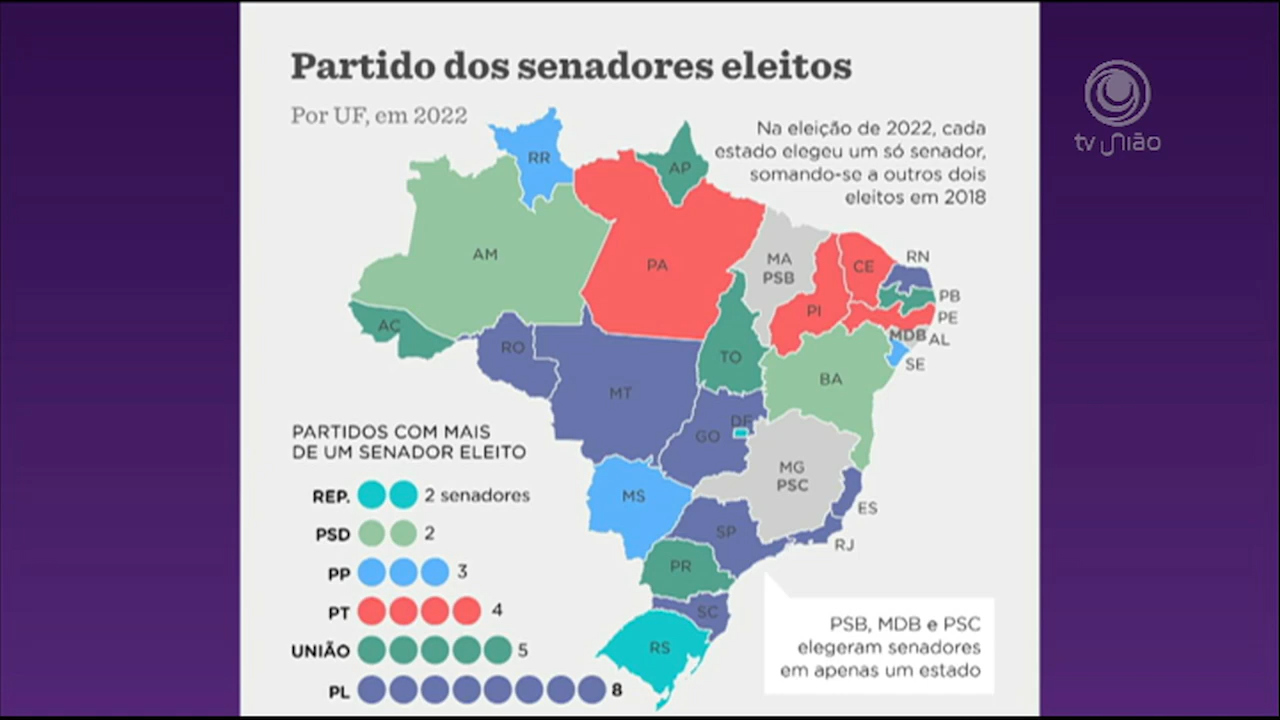 Partido dos senadores eleitos
Por UF, em 2022
Na eleição de 2022, cada
estado elegeu um só senador,
somando-se a outros dois
eleitos em 2018
tv União
RR
AP
AM
PA
MA
PSB
CE
RN
PB
PE
PI
MDB AL
SE
AC
RO
MT
TO
BA
DF
GO
MG
PSC
MS
ES
SP
RJ
PR
SC
RS
PARTIDOS COM MAIS
DE UM SENADOR ELEITO
REP. 2 senadores
PSD 2
PP 3
PT 4
UNIÃO 5
PL 8
PSB, MDB e PSC
elegeram senadores
em apenas um estado